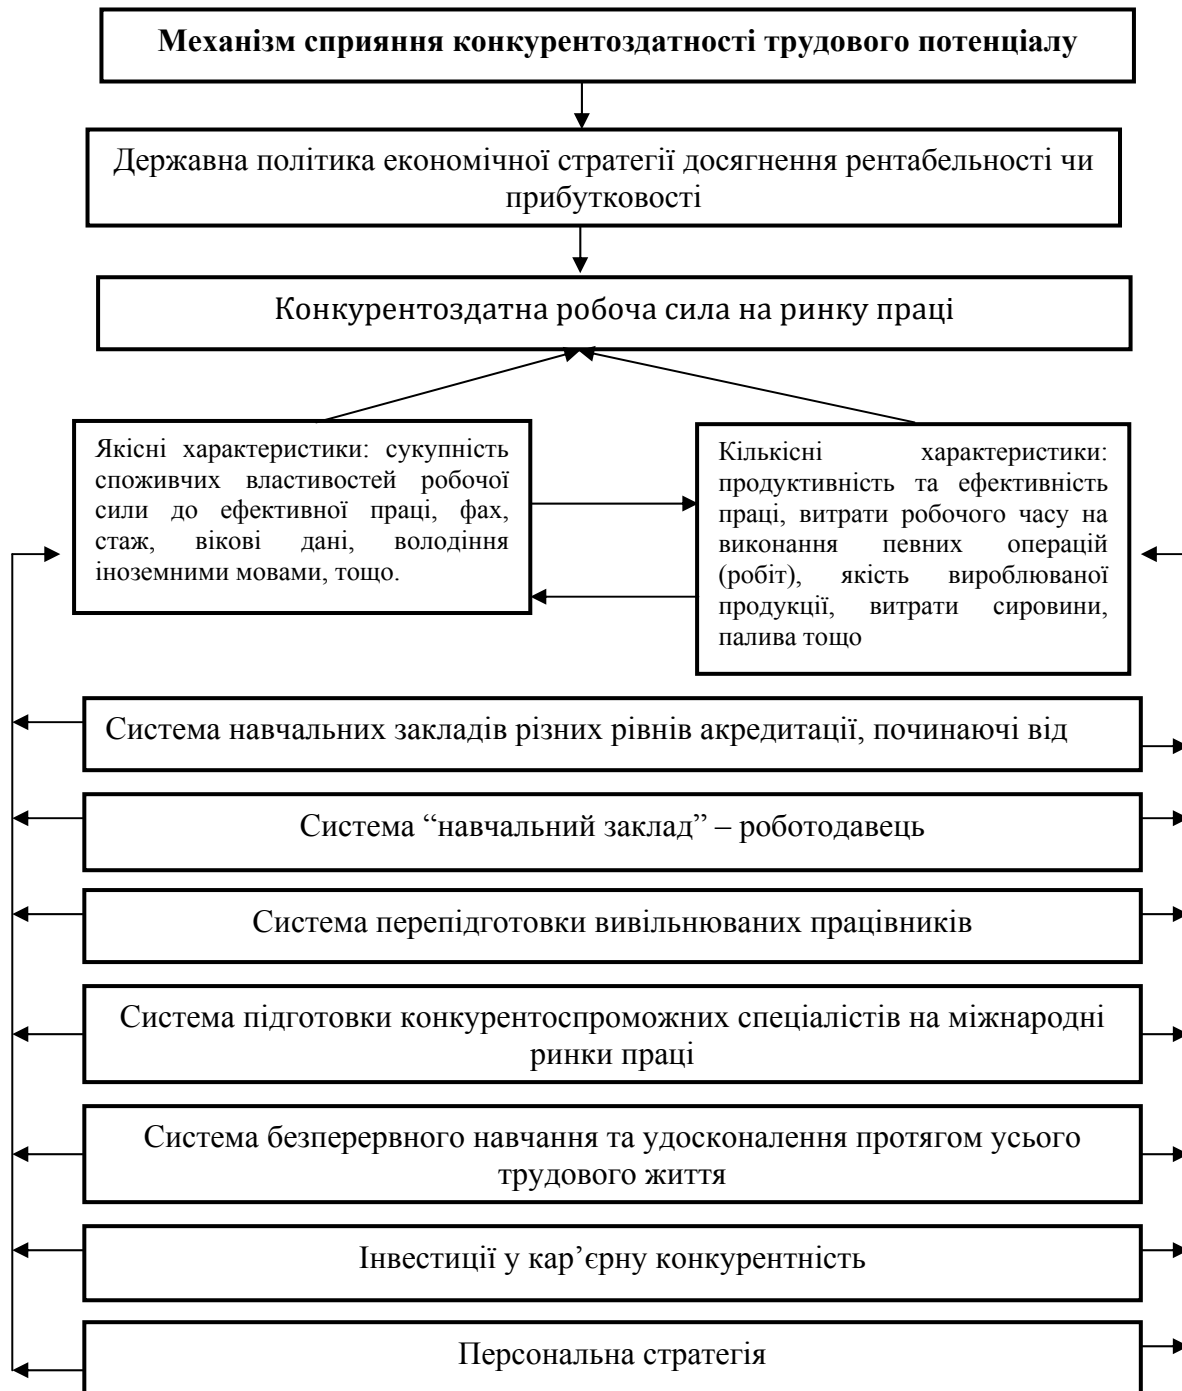 Механізм сприяння конкурентоздатності трудового потенціалу
Державна політика економічної стратегії досягнення рентабельності чи
прибутковості
Конкурентоздатна робоча сила на ринку праці
Якісні характеристики: сукупність
споживчих властивостей робочої
сили до ефективної праці, фах,
стаж, вікові дані, володіння
іноземними мовами, тощо.
Кількісні характеристики:
продуктивність та ефективність
праці, витрати робочого часу на
виконання певних операцій
(робіт), якість вироблюваної
продукції, витрати сировини,
палива тощо
Система навчальних закладів різних рівнів акредитації, починаючі від
Система “навчальний заклад” – роботодавець
Система перепідготовки вивільнюваних працівників
Система підготовки конкурентоспроможних спеціалістів на міжнародні
ринки праці
Система безперервного навчання та удосконалення протягом усього
трудового життя
Інвестиції у кар’єрну конкурентність
Персональна стратегія